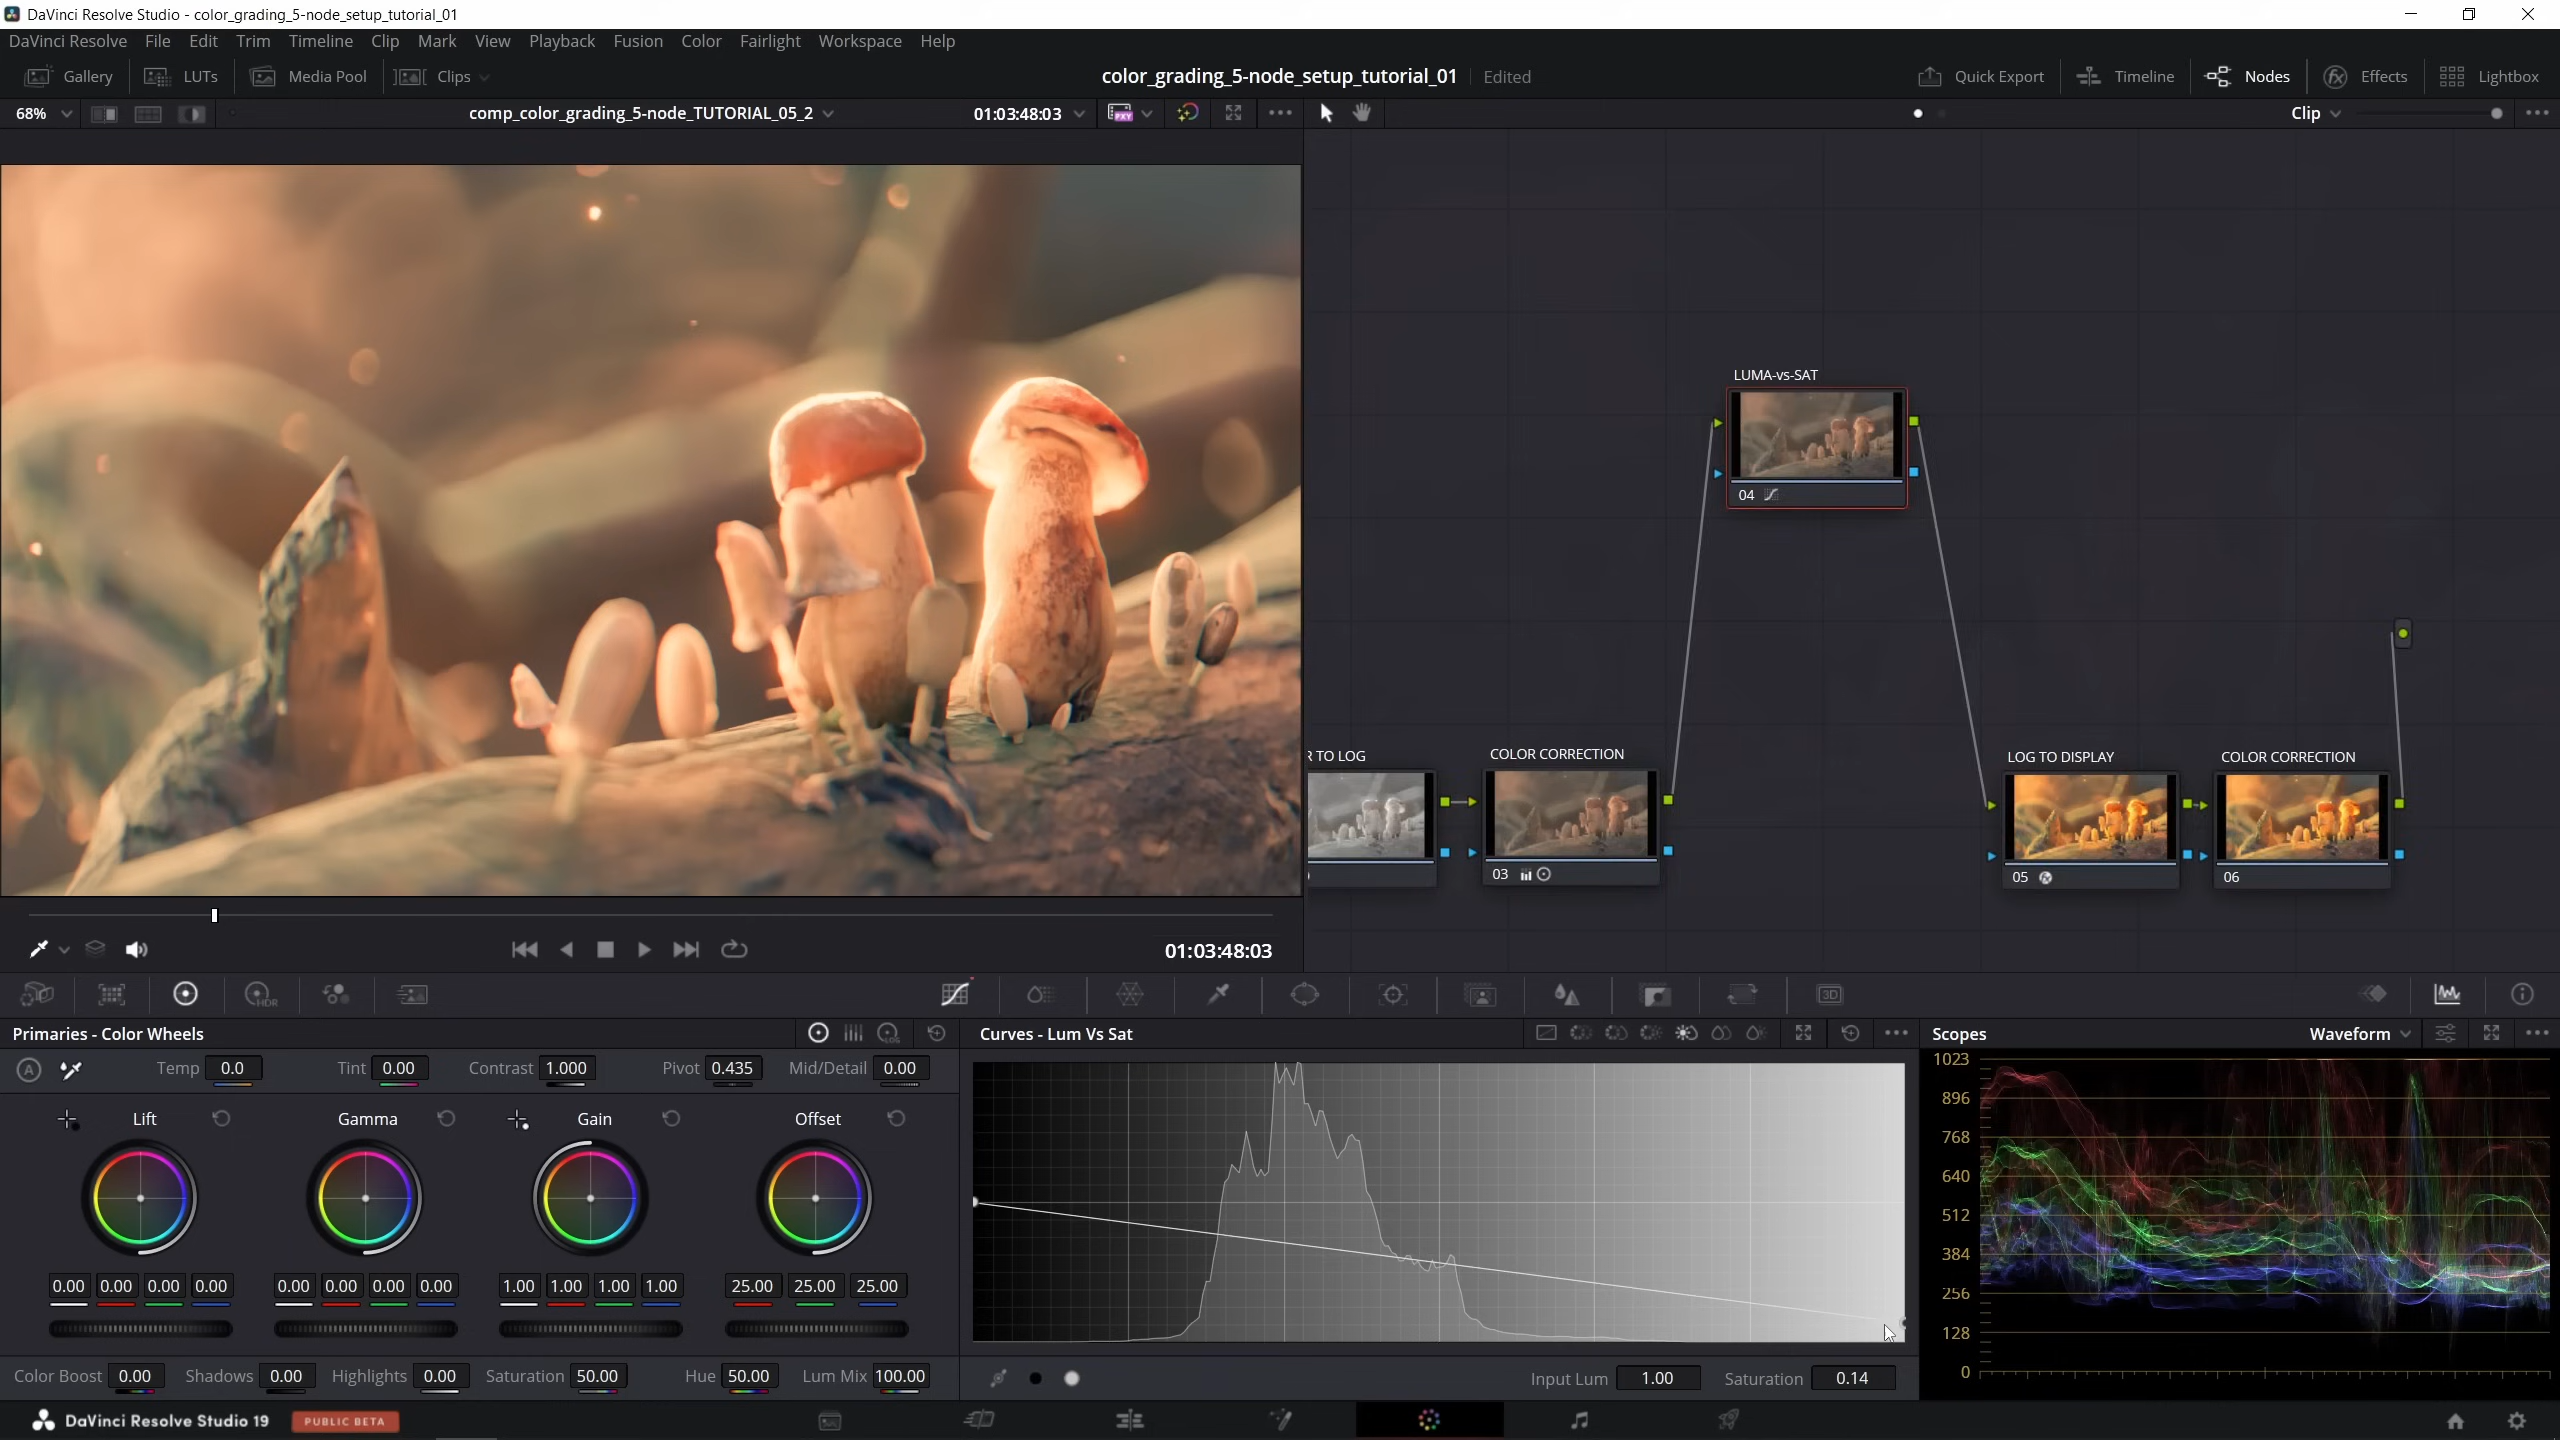 DaVinci Resolve Studio - color_grading_5-node_setup_tutorial_01
DaVinci Resolve File Edit Trim Timeline Clip Mark View Playback Fusion Color Fairlight Workspace Help
Gallery LUTs Media Pool Clips color_grading_5-node_setup_tutorial_01 Edited Quick Export Timeline Nodes Effects Lightbox
68% comp_color_grading_5-node_TUTORIAL_05_2 01:03:48:03 PXY Clip
LUMA-vs-SAT
04
R TO LOG COLOR CORRECTION LOG TO DISPLAY COLOR CORRECTION
03 05 06
01:03:48:03
HDR 3D
Primaries - Color Wheels LOG Curves - Lum Vs Sat Scopes Waveform
A Temp 0.0 Tint 0.00 Contrast 1.000 Pivot 0.435 Mid/Detail 0.00
Lift Gamma Gain Offset
0.00 0.00 0.00 0.00 0.00 0.00 0.00 0.00 1.00 1.00 1.00 1.00 25.00 25.00 25.00
Color Boost 0.00 Shadows 0.00 Highlights 0.00 Saturation 50.00 Hue 50.00 Lum Mix 100.00
Input Lum 1.00 Saturation 0.14
1023
896
768
640
512
384
256
128
0
DaVinci Resolve Studio 19 PUBLIC BETA